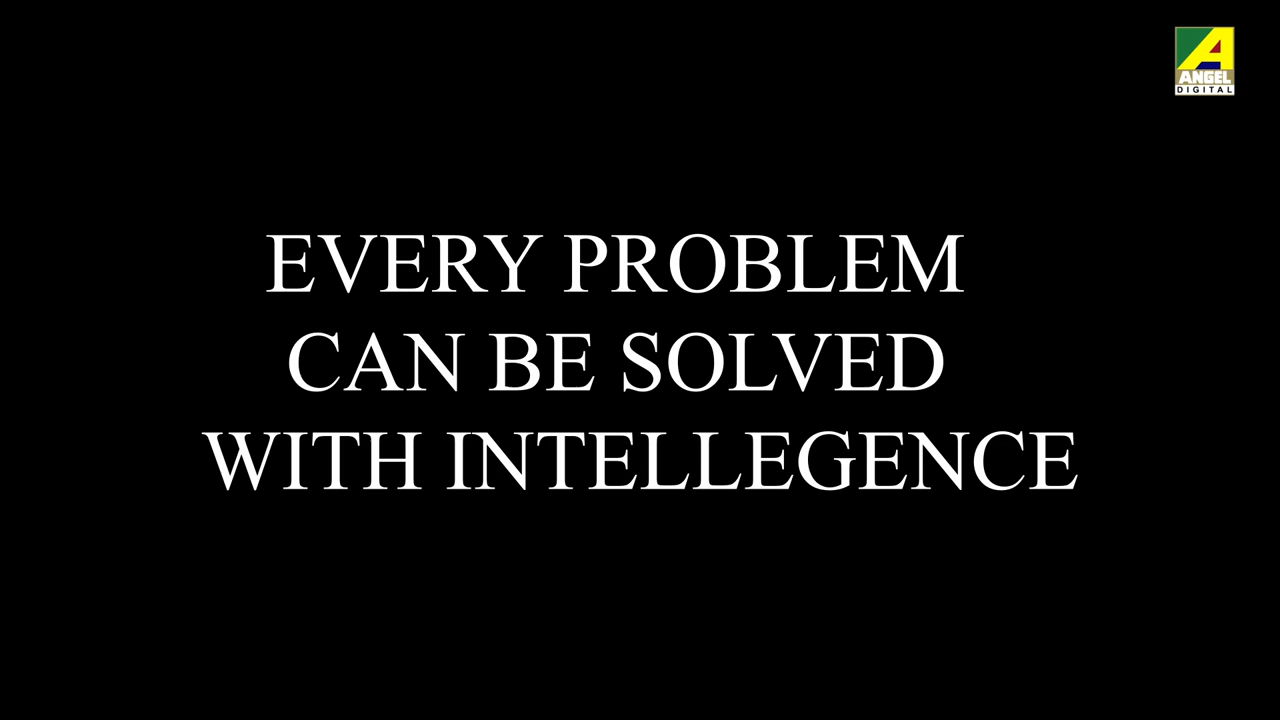 A
ANGEL
DIGITAL
EVERY PROBLEM
CAN BE SOLVED
WITH INTELLEGENCE